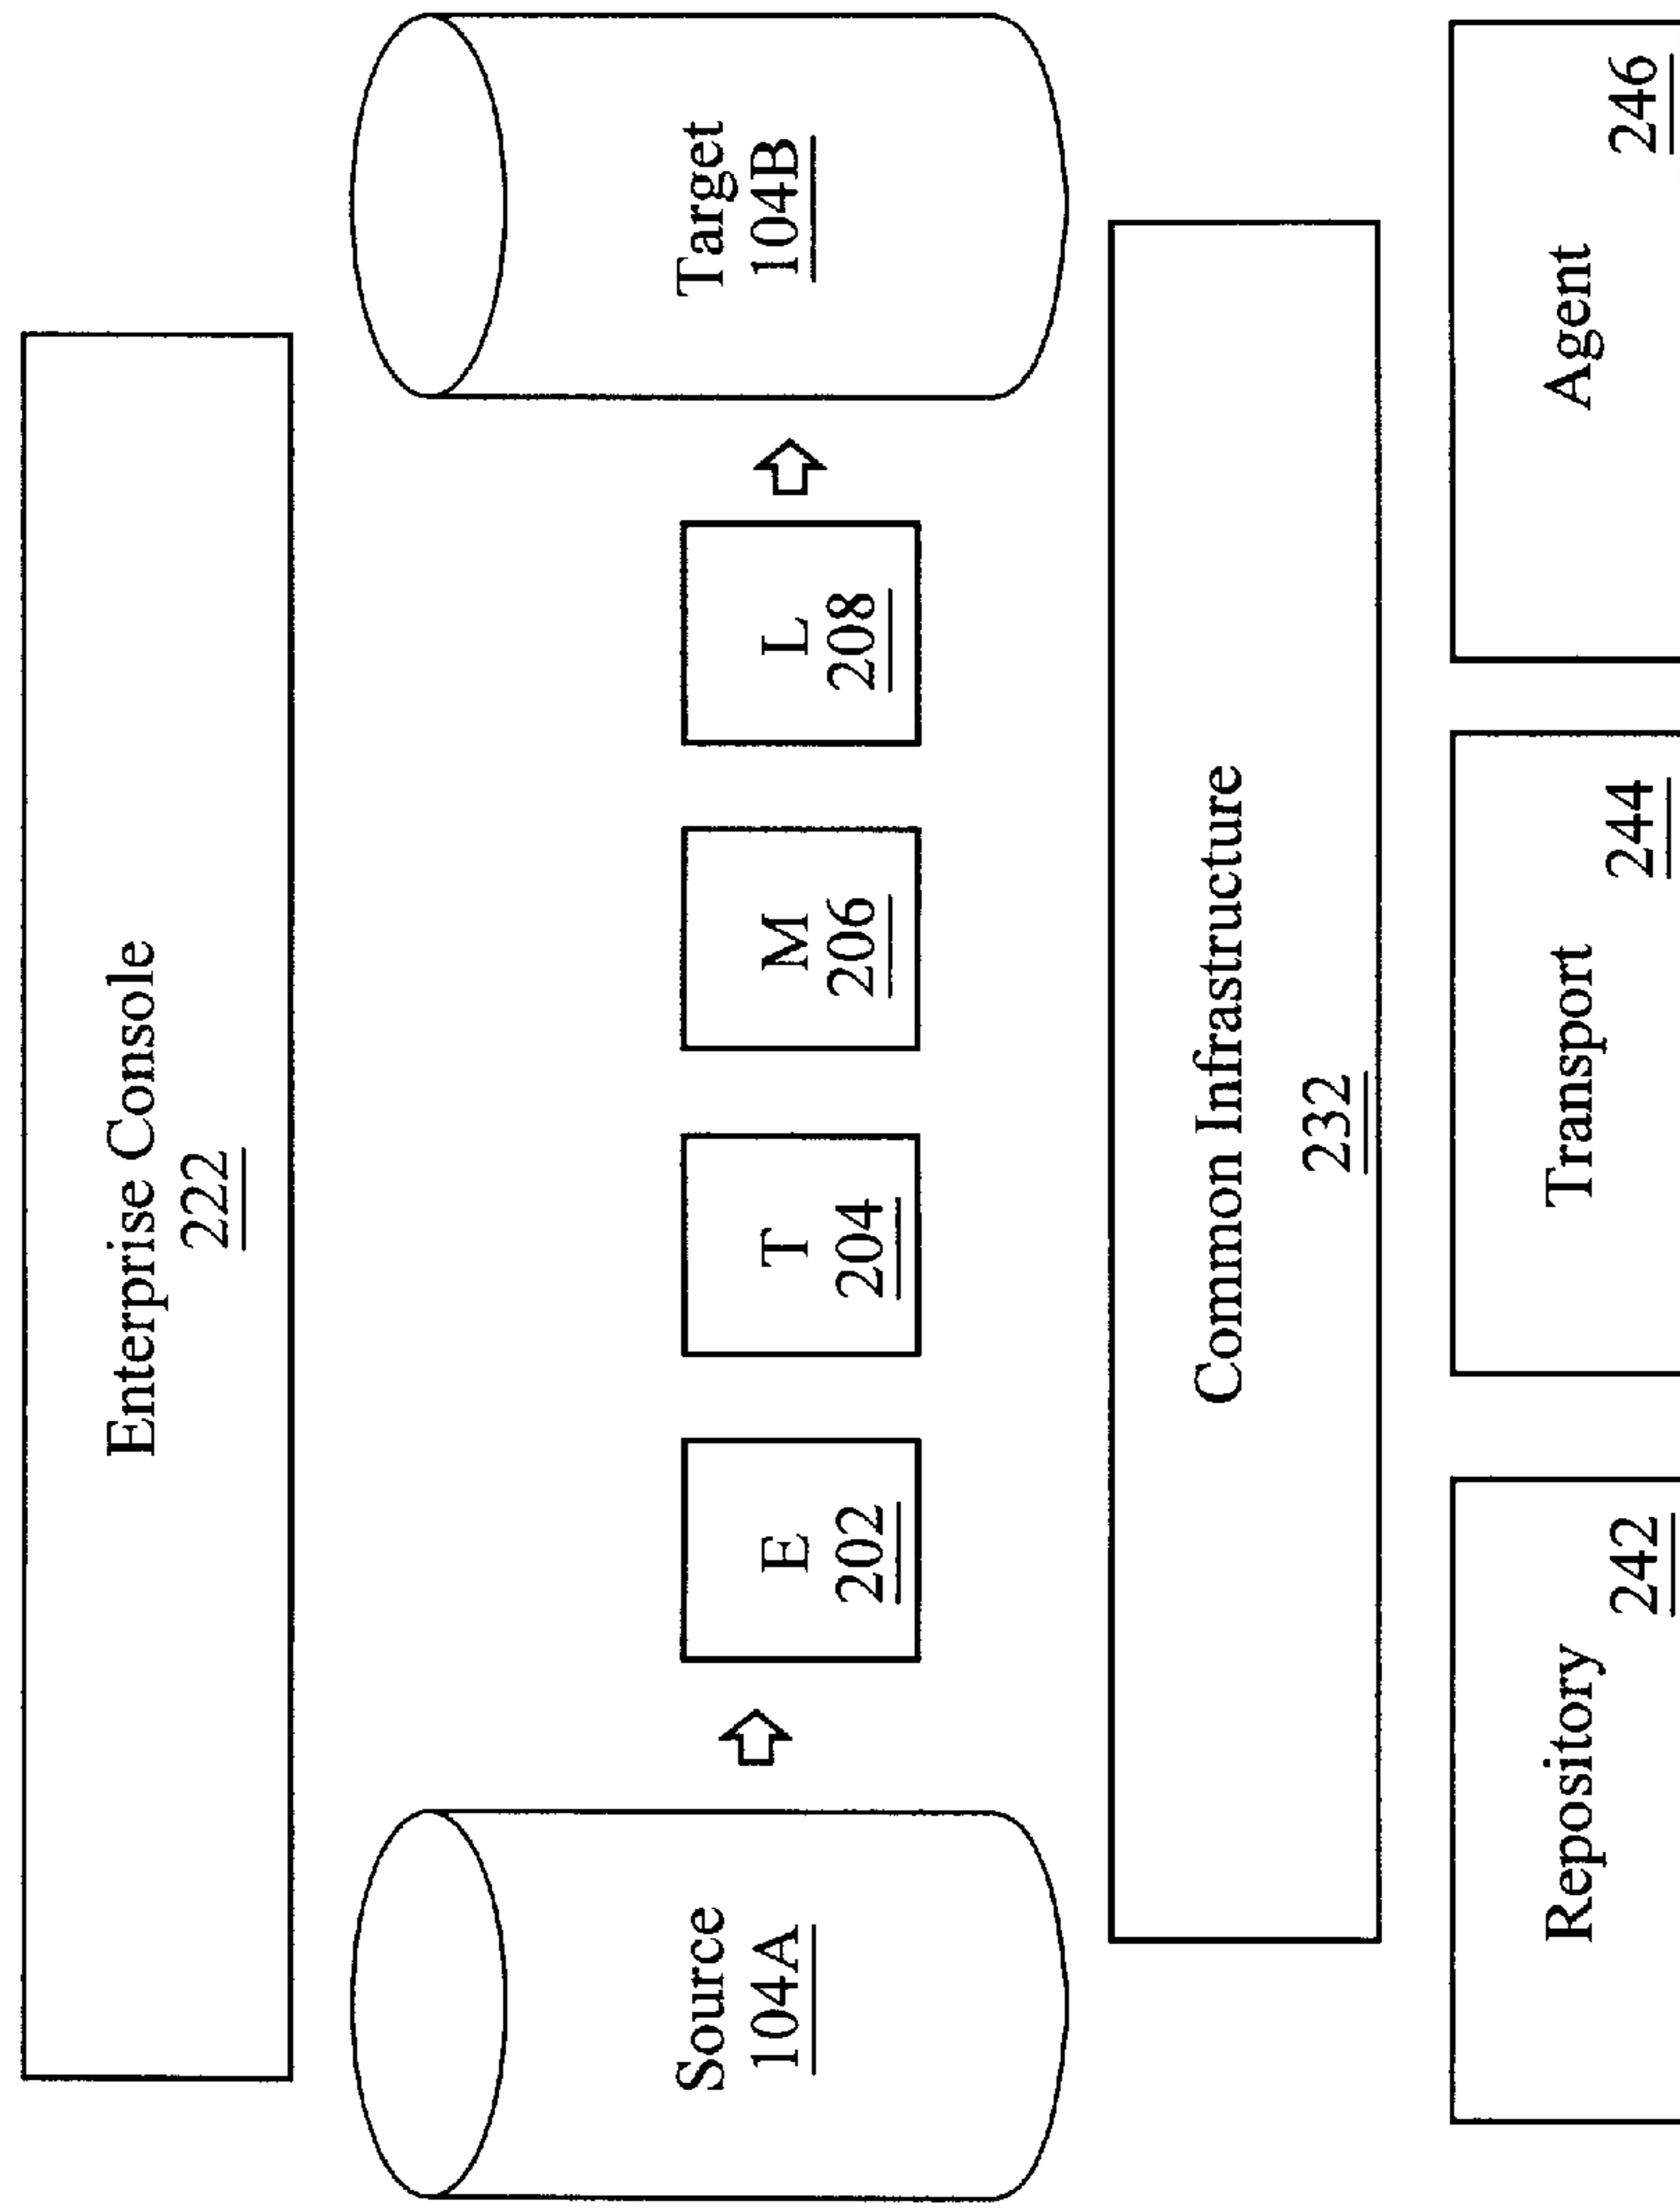 Enterprise Console
222
Source
104A
E
202
T
204
M
206
L
208
Target
104B
Common Infrastructure
232
Repository
242
Transport
244
Agent
246